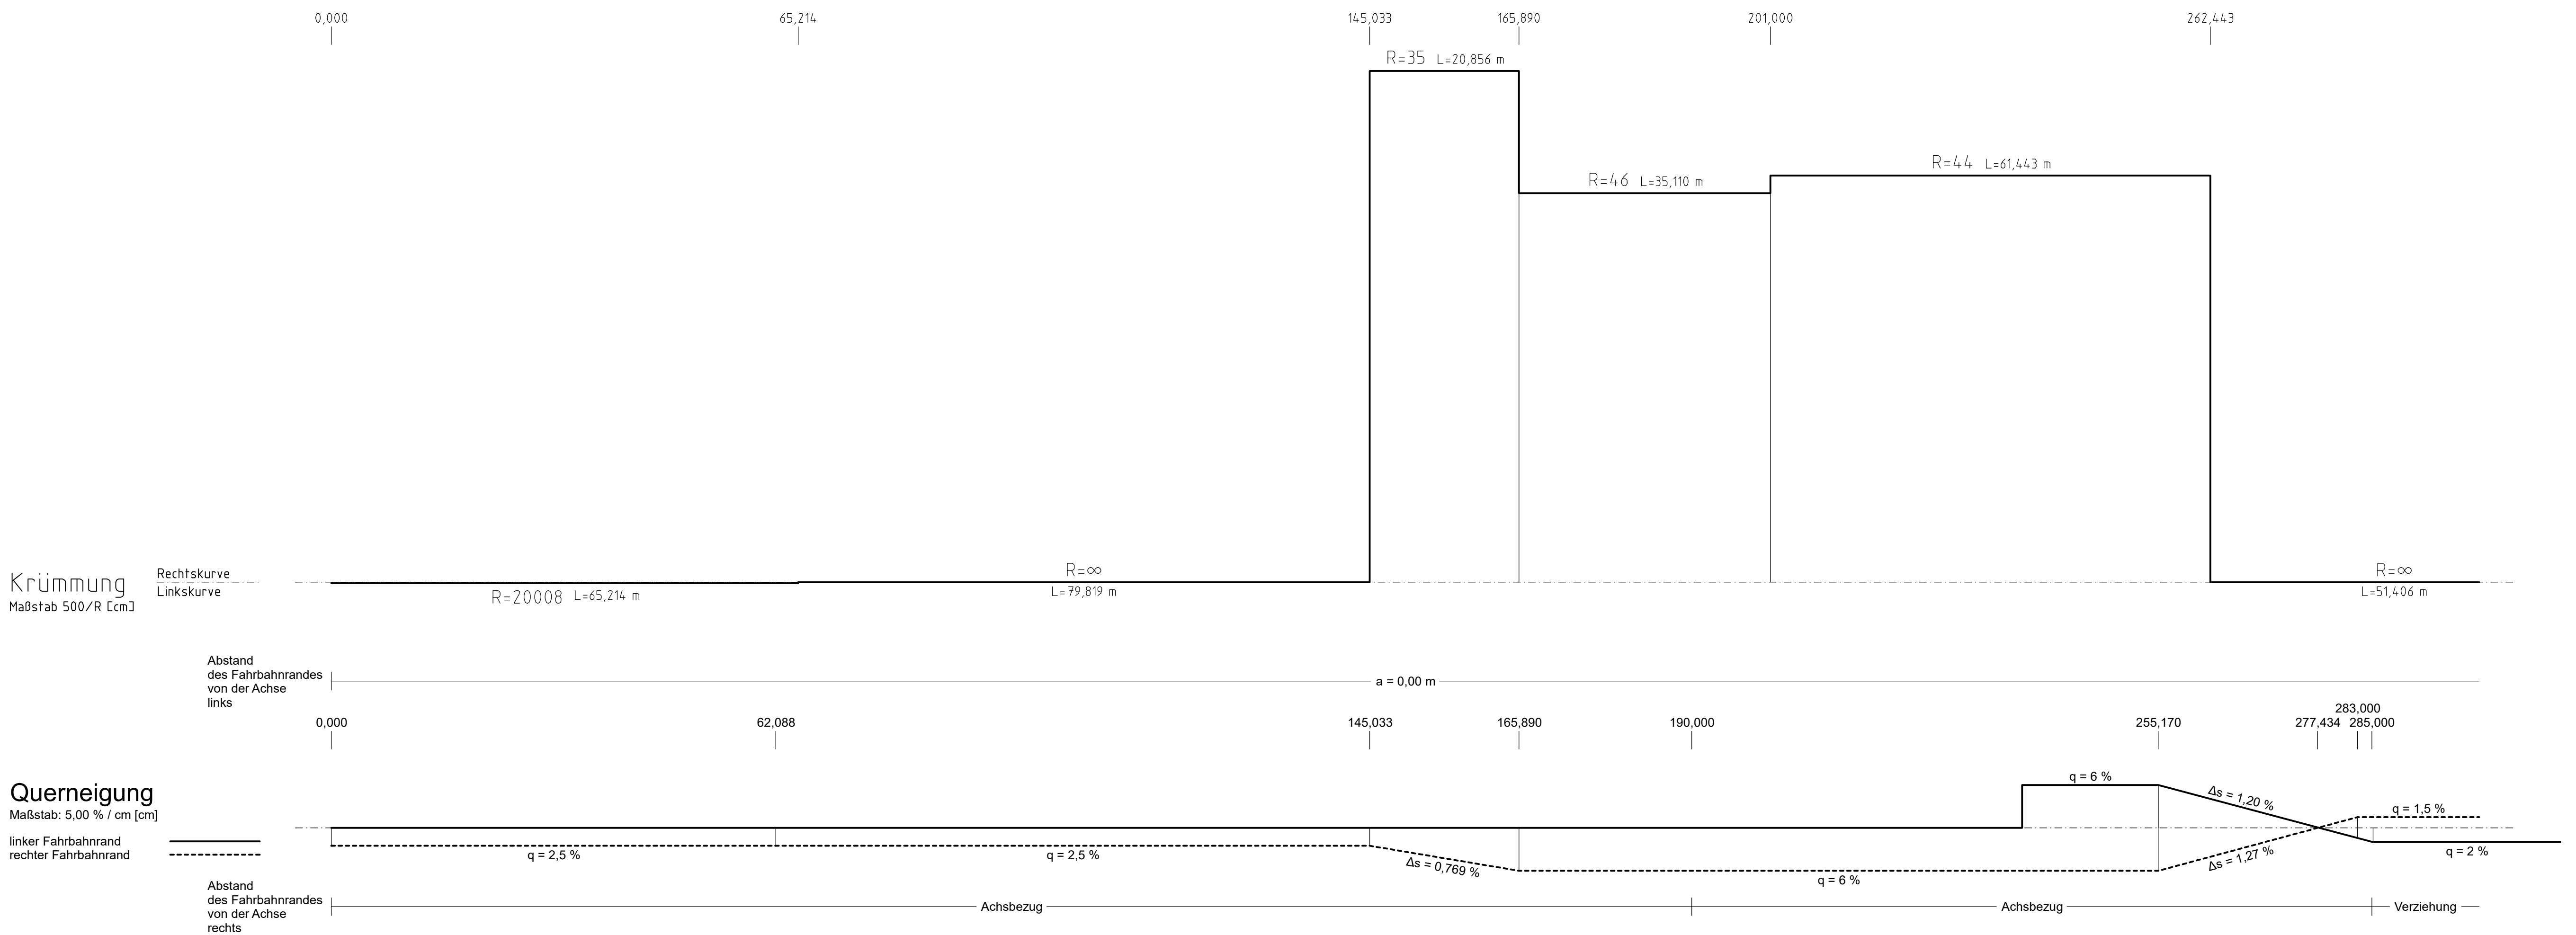 0,000 65,214 145,033 165,890 201,000 262,443
R=35 L=20,856 m
R=44 L=61,443 m
R=46 L=35,110 m
Krümmung
Maßstab 500/R [cm]
Rechtskurve
Linkskurve
R=20008 L=65,214 m
R=∞
L=79,819 m
R=∞
L=51,406 m
Abstand
des Fahrbahnrandes
von der Achse
links
a = 0,00 m
283,000
0,000 62,088 145,033 165,890 190,000 255,170 277,434 285,000
Querneigung
Maßstab: 5,00 % / cm [cm]
linker Fahrbahnrand
rechter Fahrbahnrand
q = 6 %
Δs = 1,20 %
q = 1,5 %
q = 2,5 %
q = 2,5 %
Δs = 0,769 %
q = 6 %
Δs = 1,27 %
q = 2 %
Abstand
des Fahrbahnrandes
von der Achse
rechts
Achsbezug
Achsbezug
Verziehung